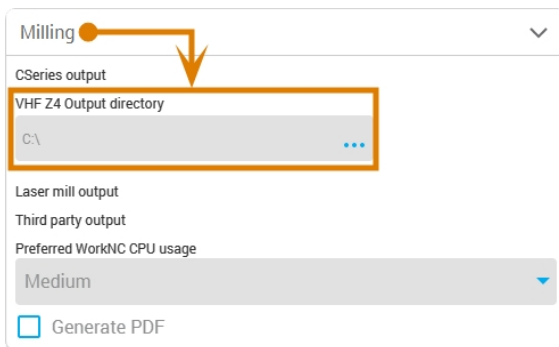 Milling
CSeries output
VHF Z4 Output directory
C:\
...
Laser mill output
Third party output
Preferred WorkNC CPU usage
Medium
Generate PDF